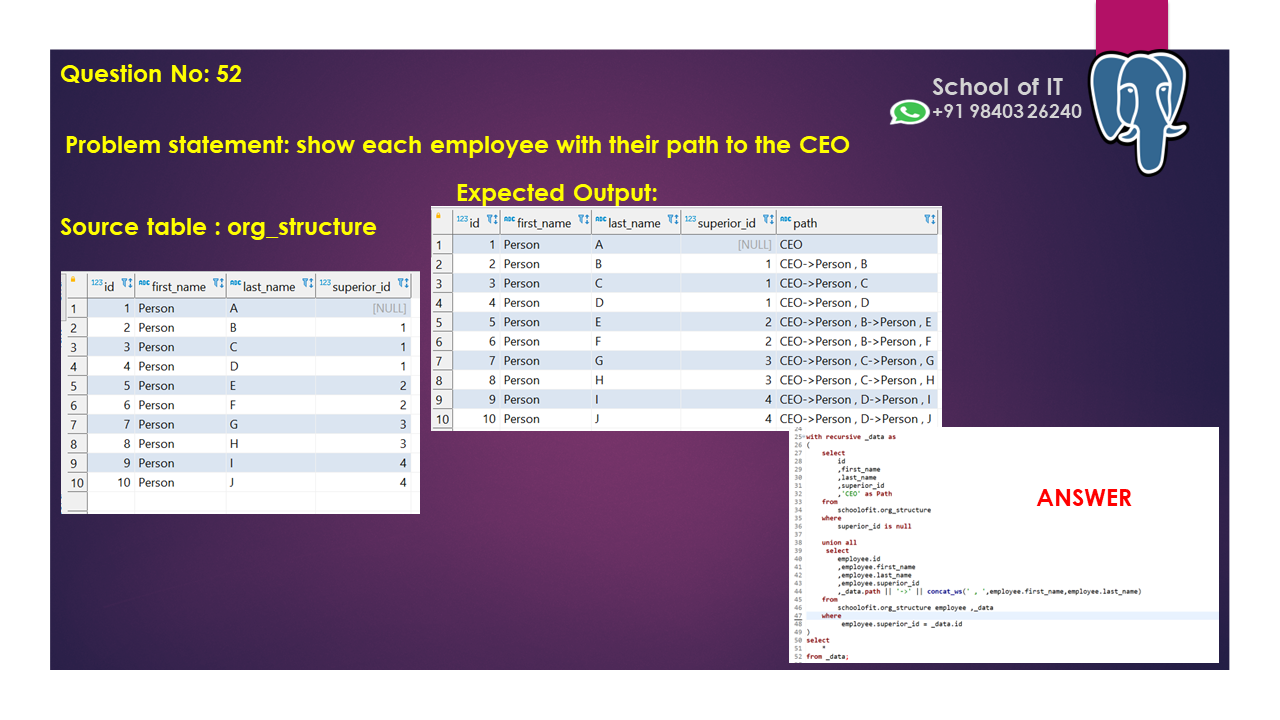 Question No: 52
School of IT
+91 98403 26240
Problem statement: show each employee with their path to the CEO
Expected Output:
Source table : org_structure
123 id ABC first_name ABC last_name 123 superior_id ABC path
1 1 Person A [NULL] CEO
2 2 Person B 1 CEO->Person , B
3 3 Person C 1 CEO->Person , C
4 4 Person D 1 CEO->Person , D
5 5 Person E 2 CEO->Person , B->Person , E
6 6 Person F 2 CEO->Person , B->Person , F
7 7 Person G 3 CEO->Person , C->Person , G
8 8 Person H 3 CEO->Person , C->Person , H
9 9 Person I 4 CEO->Person , D->Person , I
10 10 Person J 4 CEO->Person , D->Person , J
123 id ABC first_name ABC last_name 123 superior_id
1 1 Person A [NULL]
2 2 Person B 1
3 3 Person C 1
4 4 Person D 1
5 5 Person E 2
6 6 Person F 2
7 7 Person G 3
8 8 Person H 3
9 9 Person I 4
10 10 Person J 4
ANSWER
24
25 with recursive _data as
26 (
27 select
28 id
29 ,first_name
30 ,last_name
31 ,superior_id
32 ,'CEO' as Path
33 from
34 schoolofit.org_structure
35 where
36 superior_id is null
37
38 union all
39 select
40 employee.id
41 ,employee.first_name
42 ,employee.last_name
43 ,employee.superior_id
44 ,_data.path || '->' || concat_ws(' , ',employee.first_name,employee.last_name)
45 from
46 schoolofit.org_structure employee ,_data
47 where
48 employee.superior_id = _data.id
49 )
50 select
51 *
52 from _data;